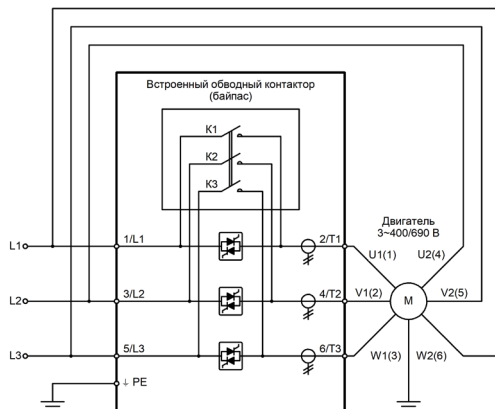 Встроенный обводный контактор
(байпас)
K1
K2
K3
Двигатель
3~400/690 В
L1
1/L1
2/T1
U1(1)
U2(4)
L2
3/L2
4/T2
V1(2)
M
V2(5)
L3
5/L3
6/T3
W1(3)
W2(6)
PE